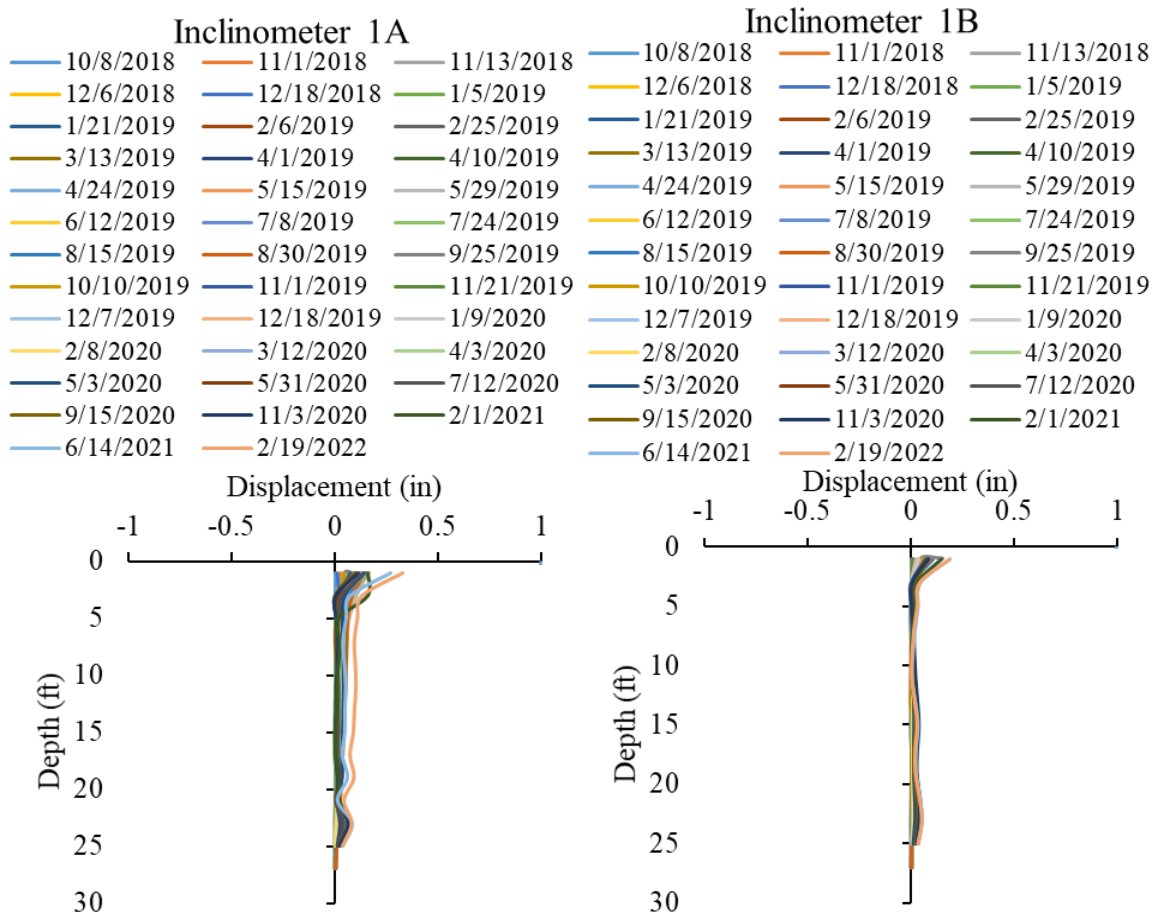 Inclinometer 1A
10/8/2018 11/1/2018 11/13/2018
12/6/2018 12/18/2018 1/5/2019
1/21/2019 2/6/2019 2/25/2019
3/13/2019 4/1/2019 4/10/2019
4/24/2019 5/15/2019 5/29/2019
6/12/2019 7/8/2019 7/24/2019
8/15/2019 8/30/2019 9/25/2019
10/10/2019 11/1/2019 11/21/2019
12/7/2019 12/18/2019 1/9/2020
2/8/2020 3/12/2020 4/3/2020
5/3/2020 5/31/2020 7/12/2020
9/15/2020 11/3/2020 2/1/2021
6/14/2021 2/19/2022
Displacement (in)
-1 -0.5 0 0.5 1
0
5
10
15
20
25
30
Depth (ft)
Inclinometer 1B
10/8/2018 11/1/2018 11/13/2018
12/6/2018 12/18/2018 1/5/2019
1/21/2019 2/6/2019 2/25/2019
3/13/2019 4/1/2019 4/10/2019
4/24/2019 5/15/2019 5/29/2019
6/12/2019 7/8/2019 7/24/2019
8/15/2019 8/30/2019 9/25/2019
10/10/2019 11/1/2019 11/21/2019
12/7/2019 12/18/2019 1/9/2020
2/8/2020 3/12/2020 4/3/2020
5/3/2020 5/31/2020 7/12/2020
9/15/2020 11/3/2020 2/1/2021
6/14/2021 2/19/2022
Displacement (in)
-1 -0.5 0 0.5 1
0
5
10
15
20
25
30
Depth (ft)